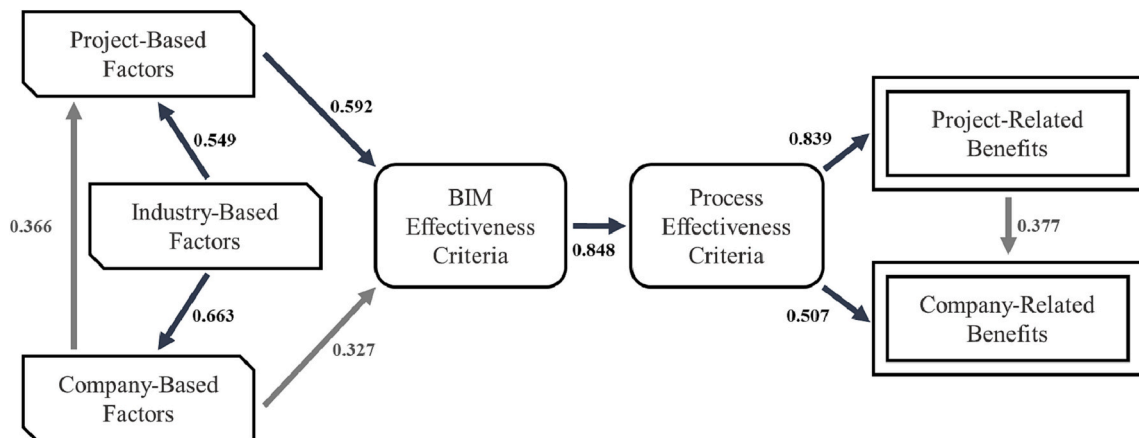 Project-Based
Factors
0.592
0.549
0.366
Industry-Based
Factors
0.663
Company-Based
Factors
0.327
BIM
Effectiveness
Criteria
0.848
Process
Effectiveness
Criteria
0.839
0.507
Project-Related
Benefits
0.377
Company-Related
Benefits